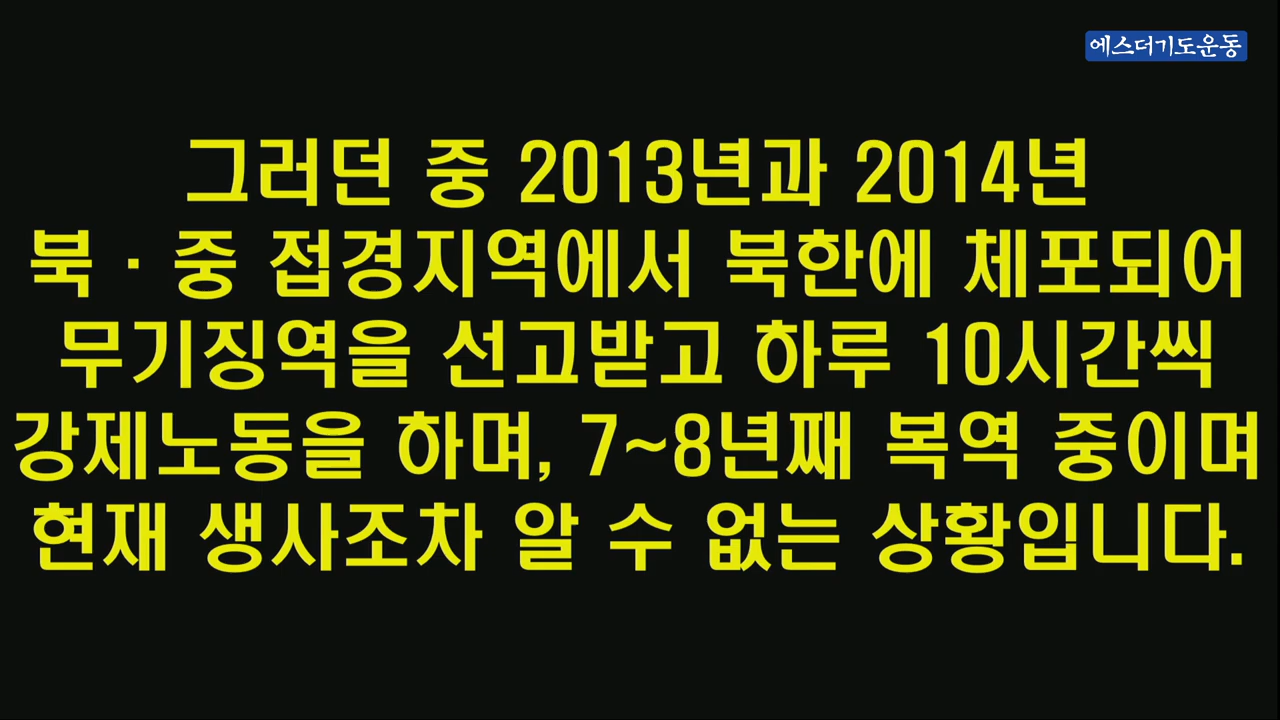 에스더기도운동
그러던 중 2013년과 2014년
북·중 접경지역에서 북한에 체포되어
무기징역을 선고받고 하루 10시간씩
강제노동을 하며, 7~8년째 복역 중이며
현재 생사조차 알 수 없는 상황입니다.